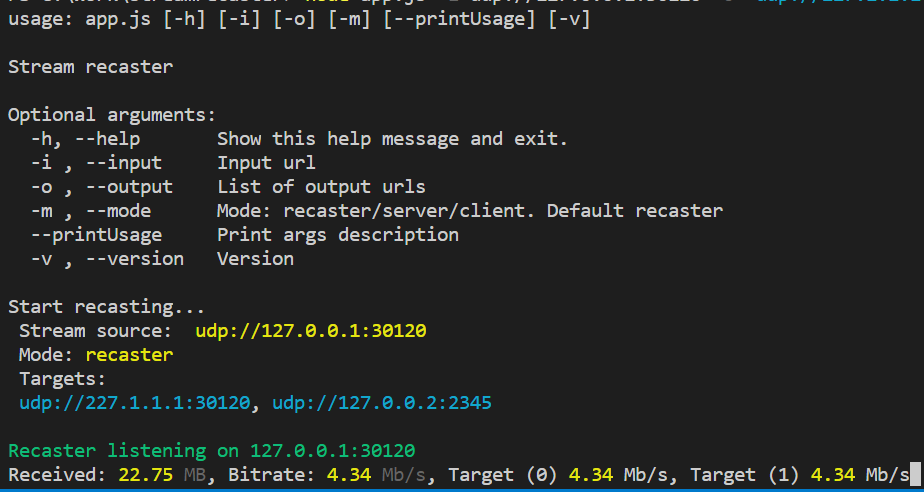 usage: app.js [-h] [-i] [-o] [-m] [--printUsage] [-v]
Stream recaster
Optional arguments:
-h, --help Show this help message and exit.
-i , --input Input url
-o , --output List of output urls
-m , --mode Mode: recaster/server/client. Default recaster
--printUsage Print args description
-v , --version Version
Start recasting...
Stream source: udp://127.0.0.1:30120
Mode: recaster
Targets:
udp://227.1.1.1:30120, udp://127.0.0.2:2345
Recaster listening on 127.0.0.1:30120
Received: 22.75 MB, Bitrate: 4.34 Mb/s, Target (0) 4.34 Mb/s, Target (1) 4.34 Mb/s